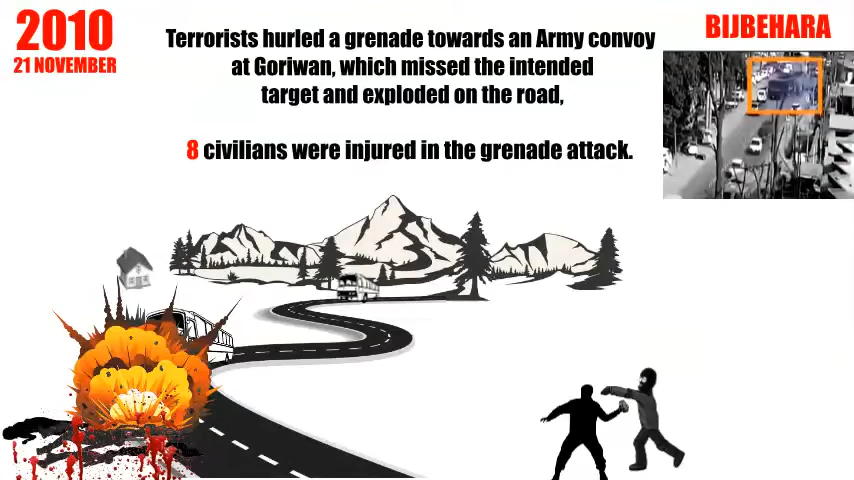 2010
21 NOVEMBER
Terrorists hurled a grenade towards an Army convoy
at Goriwan, which missed the intended
target and exploded on the road,
8 civilians were injured in the grenade attack.
BIJBEHARA